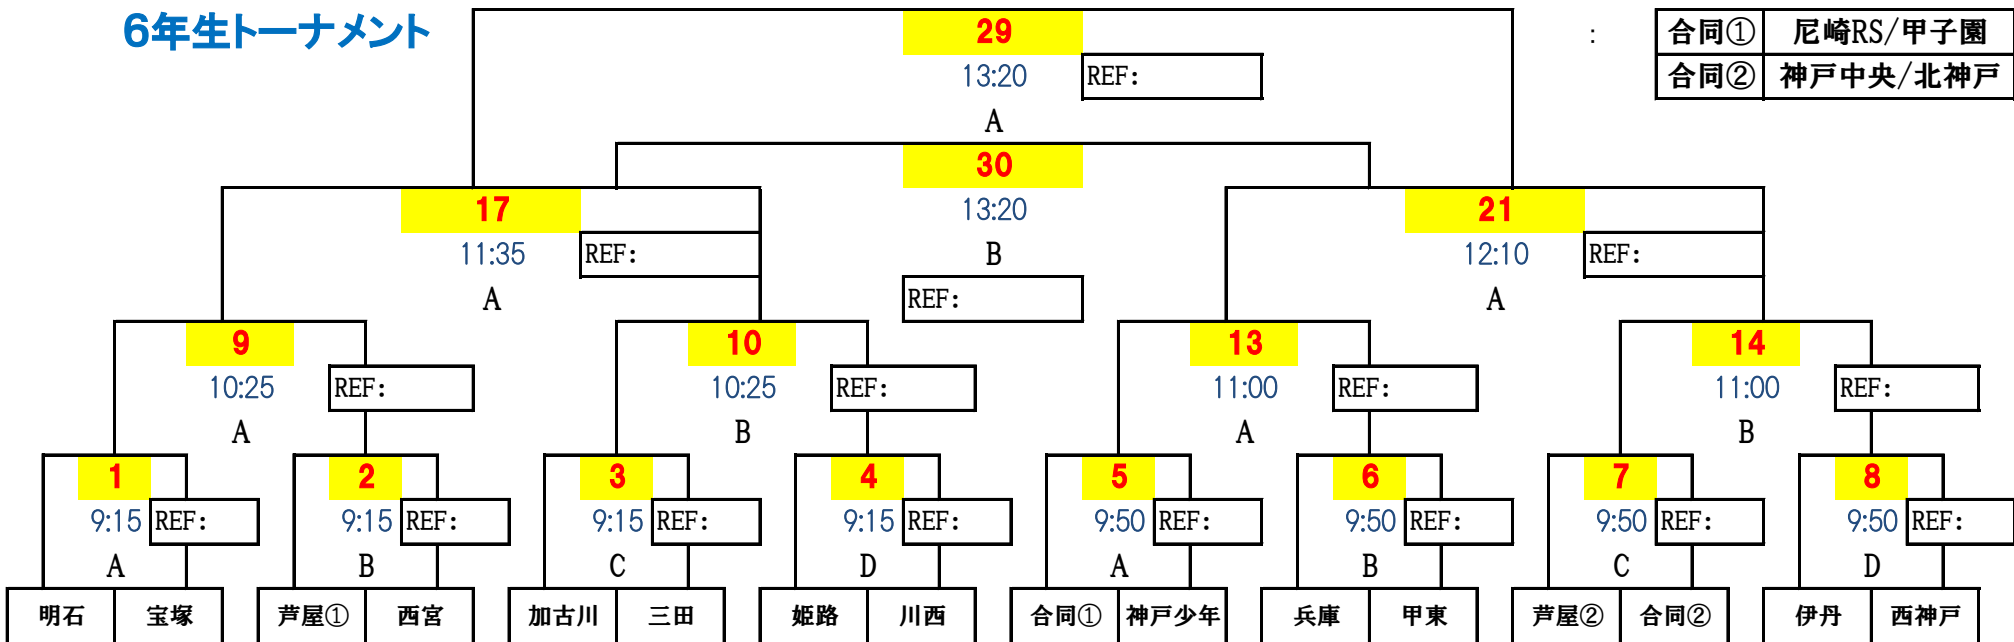 6年生トーナメント
29
:
合同① 尼崎RS/甲子園
13:20 REF:
合同② 神戸中央/北神戸
A
30
17 13:20 21
11:35 REF: B 12:10 REF:
A REF: A
9 10 13 14
10:25 REF: 10:25 REF: 11:00 REF: 11:00 REF:
A B A B
1 2 3 4 5 6 7 8
9:15 REF: 9:15 REF: 9:15 REF: 9:15 REF: 9:50 REF: 9:50 REF: 9:50 REF: 9:50 REF:
A B C D A B C D
明石 宝塚 芦屋① 西宮 加古川 三田 姫路 川西 合同① 神戸少年 兵庫 甲東 芦屋② 合同② 伊丹 西神戸